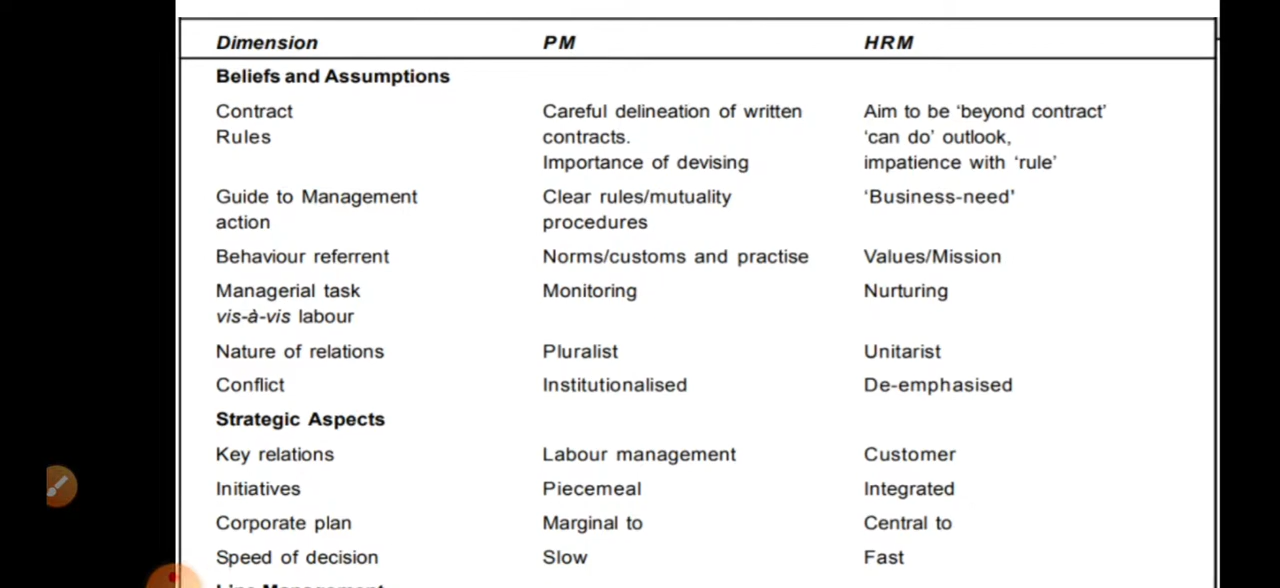 Dimension PM HRM
Beliefs and Assumptions
Contract Careful delineation of written Aim to be ‘beyond contract’
Rules contracts. ‘can do’ outlook,
Importance of devising impatience with ‘rule’
Guide to Management Clear rules/mutuality ‘Business-need’
action procedures
Behaviour referrent Norms/customs and practise Values/Mission
Managerial task Monitoring Nurturing
vis-à-vis labour
Nature of relations Pluralist Unitarist
Conflict Institutionalised De-emphasised
Strategic Aspects
Key relations Labour management Customer
Initiatives Piecemeal Integrated
Corporate plan Marginal to Central to
Speed of decision Slow Fast
Line Management